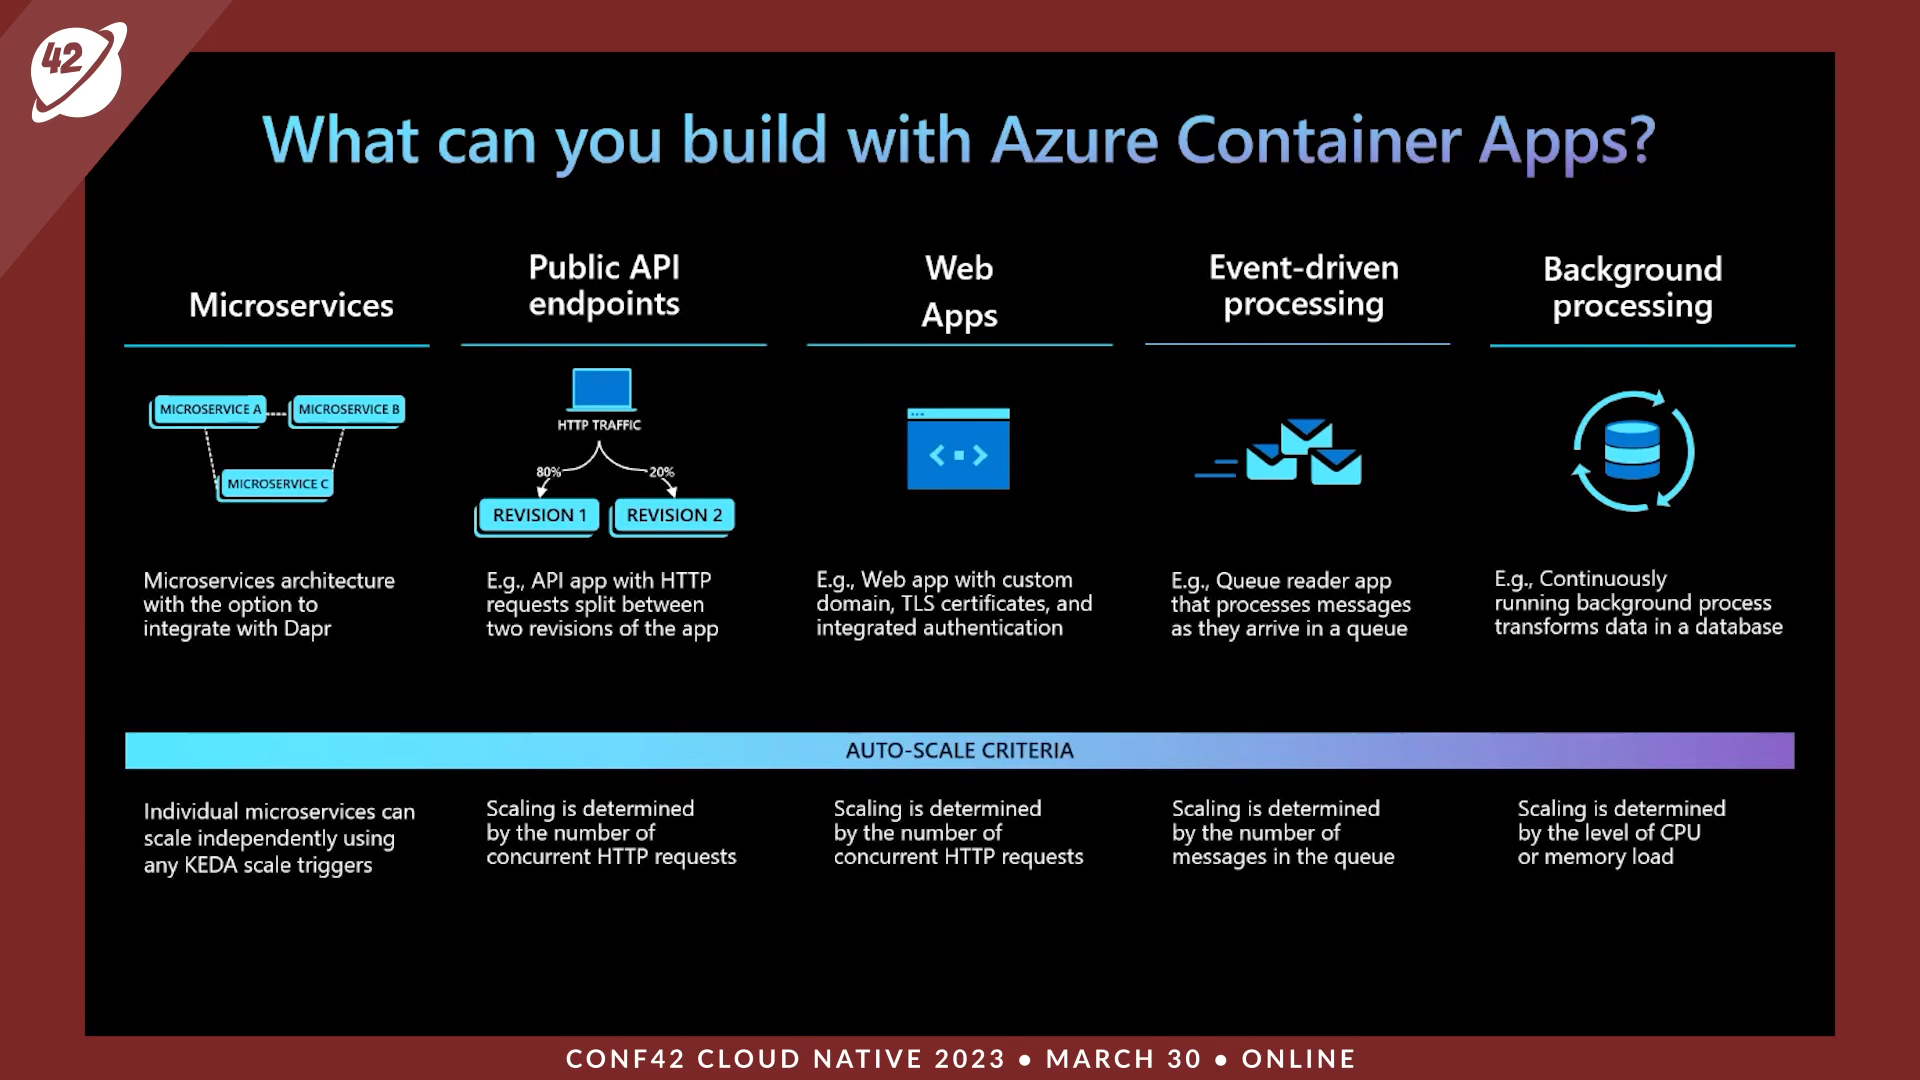 42
What can you build with Azure Container Apps?
Microservices
MICROSERVICE A
MICROSERVICE B
MICROSERVICE C
Microservices architecture
with the option to
integrate with Dapr
Public API
endpoints
HTTP TRAFFIC
80%
20%
REVISION 1
REVISION 2
E.g., API app with HTTP
requests split between
two revisions of the app
Web
Apps
E.g., Web app with custom
domain, TLS certificates, and
integrated authentication
Event-driven
processing
E.g., Queue reader app
that processes messages
as they arrive in a queue
Background
processing
E.g., Continuously
running background process
transforms data in a database
AUTO-SCALE CRITERIA
Individual microservices can
scale independently using
any KEDA scale triggers
Scaling is determined
by the number of
concurrent HTTP requests
Scaling is determined
by the number of
concurrent HTTP requests
Scaling is determined
by the number of
messages in the queue
Scaling is determined
by the level of CPU
or memory load
CONF42 CLOUD NATIVE 2023 • MARCH 30 • ONLINE